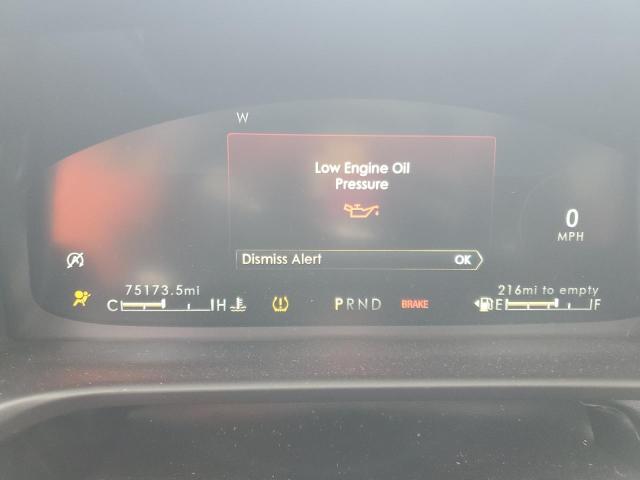 W
Low Engine Oil
Pressure
0
MPH
Dismiss Alert OK
75173.5mi
216mi to empty
C H
PRND
BRAKE
E F